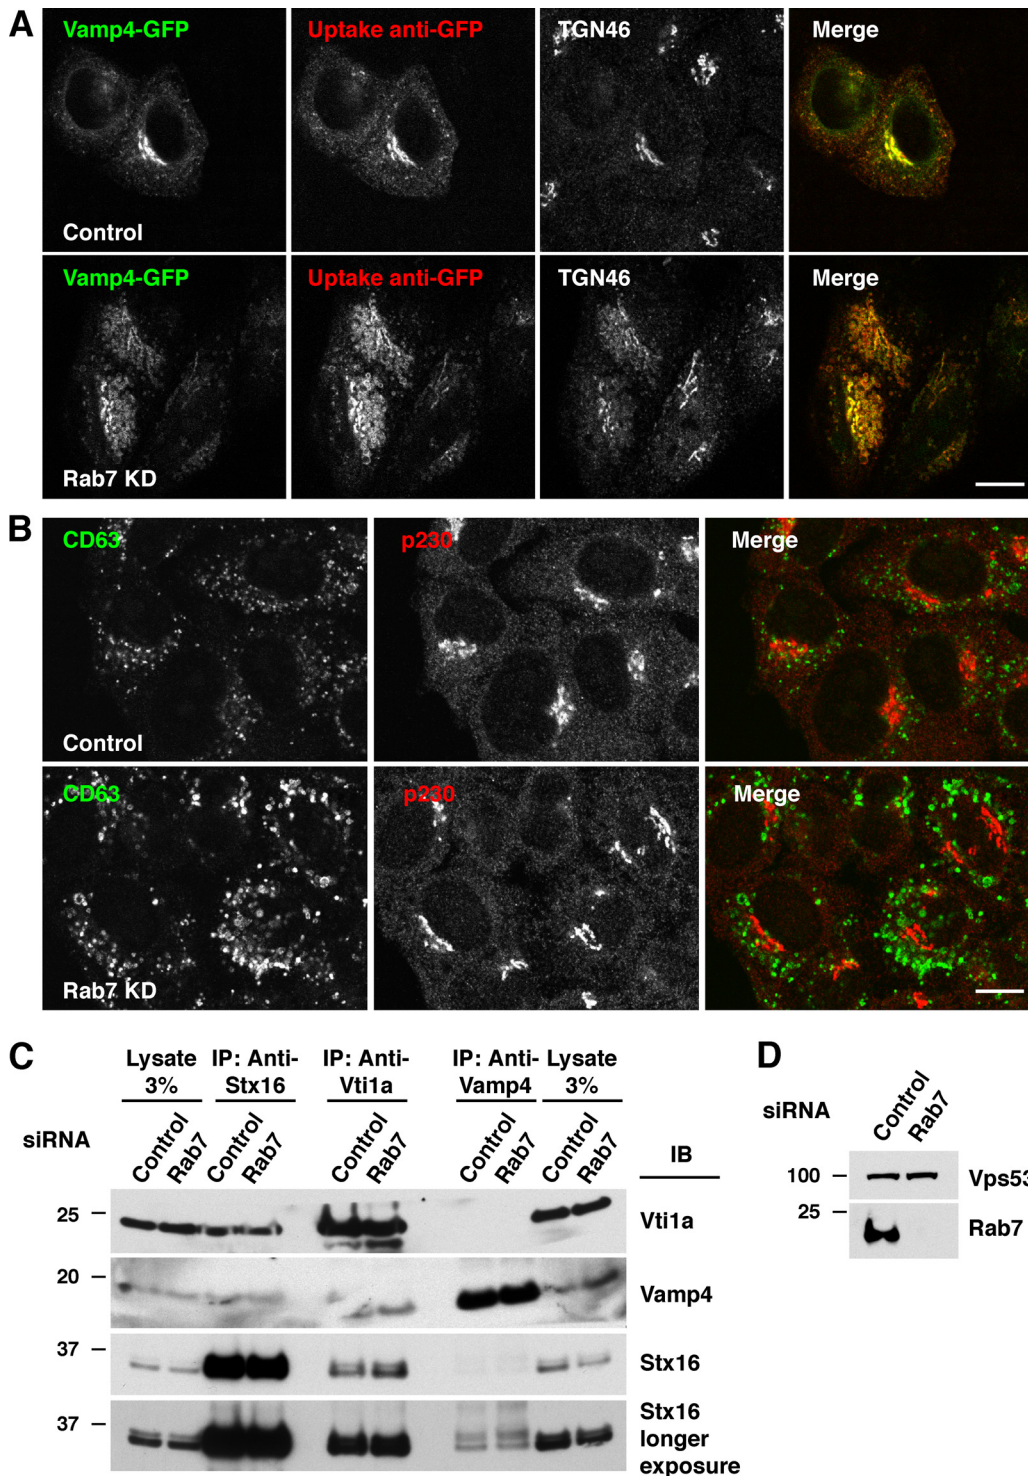 A
Vamp4-GFP
Uptake anti-GFP
TGN46
Merge
Control
Vamp4-GFP
Uptake anti-GFP
TGN46
Merge
Rab7 KD
B
CD63
p230
Merge
Control
CD63
p230
Merge
Rab7 KD
C
Lysate 3%
IP: Anti-Stx16
IP: Anti-Vti1a
IP: Anti-Vamp4
Lysate 3%
siRNA
Control
Rab7
Control
Rab7
Control
Rab7
Control
Rab7
Control
Rab7
IB
25
Vti1a
20
Vamp4
37
Stx16
37
Stx16
longer
exposure
D
siRNA
Control
Rab7
100
Vps53
25
Rab7